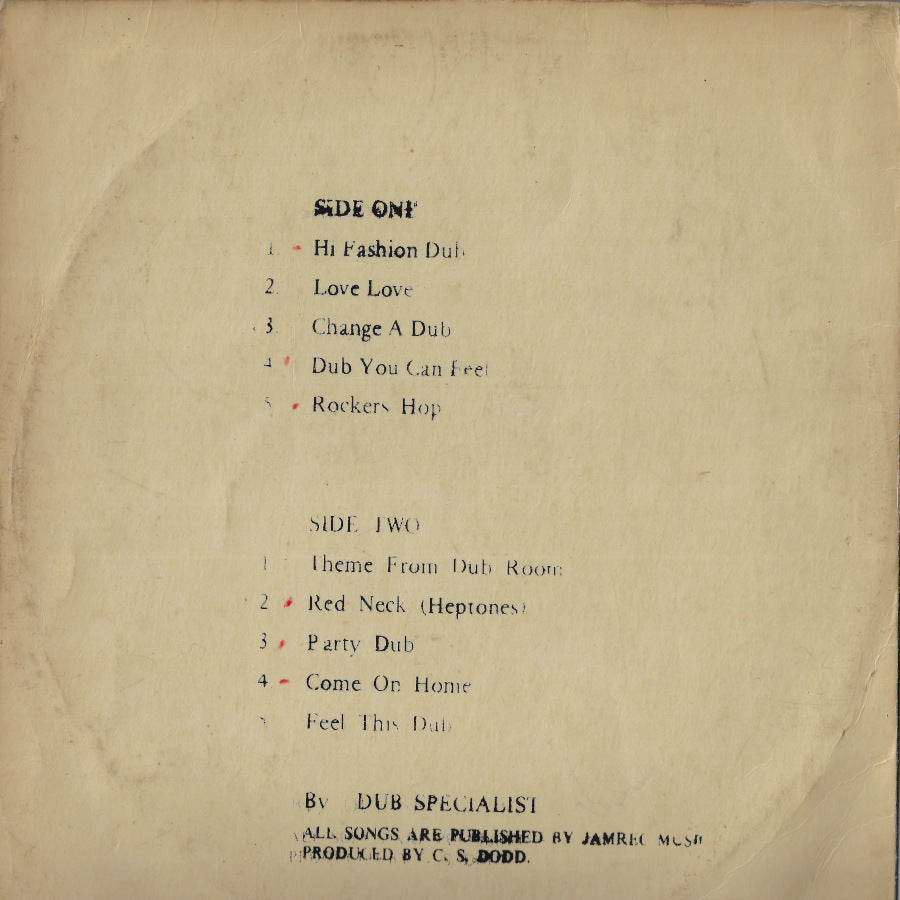 SIDE ONE
1. Hi Fashion Dub
2. Love Love
3. Change A Dub
4 Dub You Can Feel
5 Rockers Hop
SIDE TWO
1 Theme From Dub Room
2 Red Neck (Heptones)
3 Party Dub
4 Come On Home
5 Feel This Dub
By DUB SPECIALIST
ALL SONGS ARE PUBLISHED BY JAMREC MUSIC
PRODUCED BY C. S. DODD.